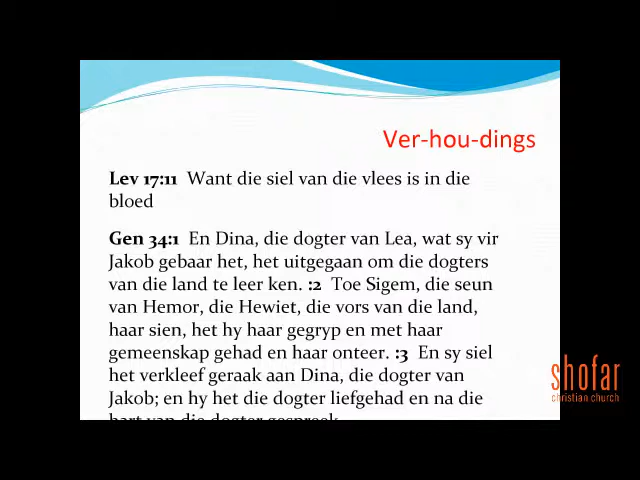 Ver-hou-dings
Lev 17:11 Want die siel van die vlees is in die
bloed
Gen 34:1 En Dina, die dogter van Lea, wat sy vir
Jakob gebaar het, het uitgegaan om die dogters
van die land te leer ken. :2 Toe Sigem, die seun
van Hemor, die Hewiet, die vors van die land,
haar sien, het hy haar gegryp en met haar
gemeenskap gehad en haar onteer. :3 En sy siel
het verkleef geraak aan Dina, die dogter van
Jakob; en hy het die dogter liefgehad en na die
hart van die dogter gespreek.
shofar
christian church